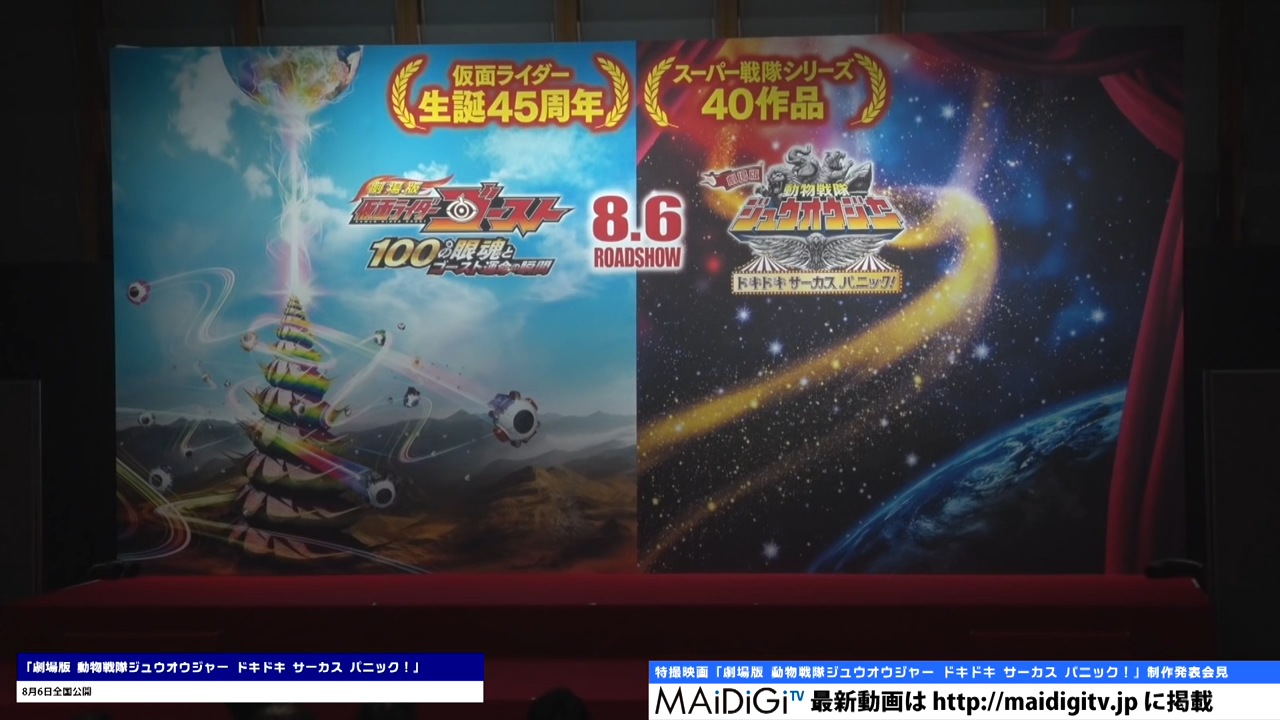 仮面ライダー
生誕45周年
スーパー戦隊シリーズ
40作品
劇場版
仮面ライダー
ゴースト
100の眼魂と
ゴースト運命の瞬間
8.6
ROADSHOW
劇場版
動物戦隊
ジュウオウジャー
ドキドキ サーカス パニック!
「劇場版 動物戦隊ジュウオウジャー ドキドキ サーカス パニック！」
8月6日全国公開
特撮映画「劇場版 動物戦隊ジュウオウジャー ドキドキ サーカス パニック！」制作発表会見
MAiDiGiTV 最新動画は http://maidigitv.jp に掲載